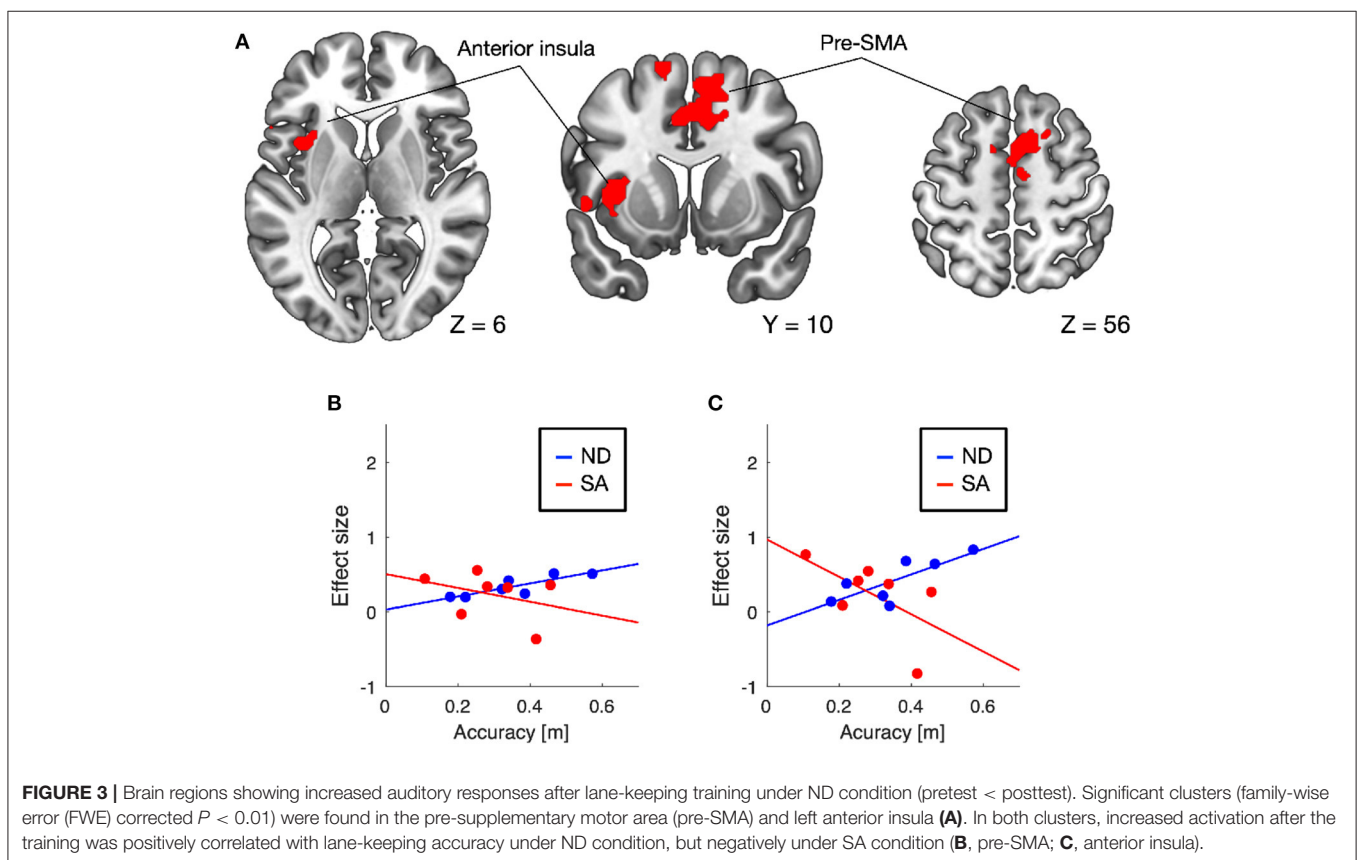 A
Anterior insula
Pre-SMA
Z = 6
Y = 10
Z = 56
B
ND
SA
2
1
0
-1
Effect size
0
0.2
0.4
0.6
Accuracy [m]
C
ND
SA
2
1
0
-1
Effect size
0
0.2
0.4
0.6
Acuracy [m]
FIGURE 3 | Brain regions showing increased auditory responses after lane-keeping training under ND condition (pretest < posttest). Significant clusters (family-wise
error (FWE) corrected P < 0.01) were found in the pre-supplementary motor area (pre-SMA) and left anterior insula (A). In both clusters, increased activation after the
training was positively correlated with lane-keeping accuracy under ND condition, but negatively under SA condition (B, pre-SMA; C, anterior insula).